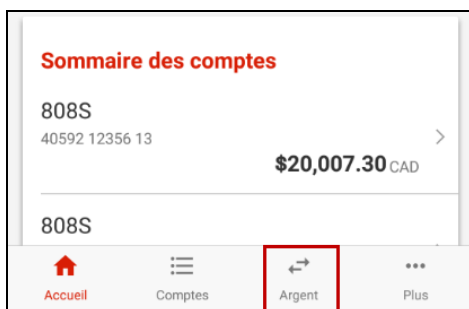 Sommaire des comptes
808S
40592 12356 13
$20,007.30 CAD
808S
Accueil Comptes Argent Plus